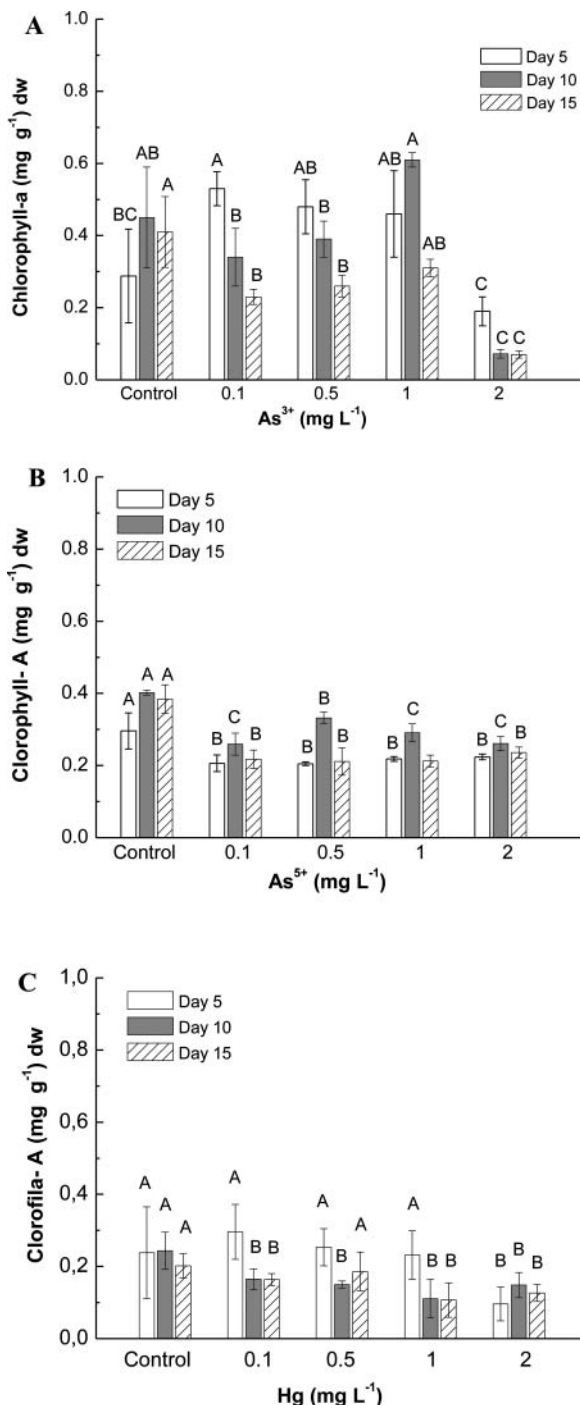 A
Chlorophyll-a (mg g⁻¹) dw
1.0
0.8
0.6
0.4
0.2
0.0
Day 5
Day 10
Day 15
BC AB A
A B B
AB B B
AB A AB
C C C
Control 0.1 0.5 1 2
As³⁺ (mg L⁻¹)
B
Clorophyll- A (mg g⁻¹) dw
1.0
0.8
0.6
0.4
0.2
0.0
Day 5
Day 10
Day 15
A A A
B C B
B B B
B C B
B C B
Control 0.1 0.5 1 2
As⁵⁺ (mg L⁻¹)
C
Clorofila- A (mg g⁻¹) dw
1,0
0,8
0,6
0,4
0,2
0,0
Day 5
Day 10
Day 15
A A A
A B B
A B A
A B B
B B B
Control 0.1 0.5 1 2
Hg (mg L⁻¹)